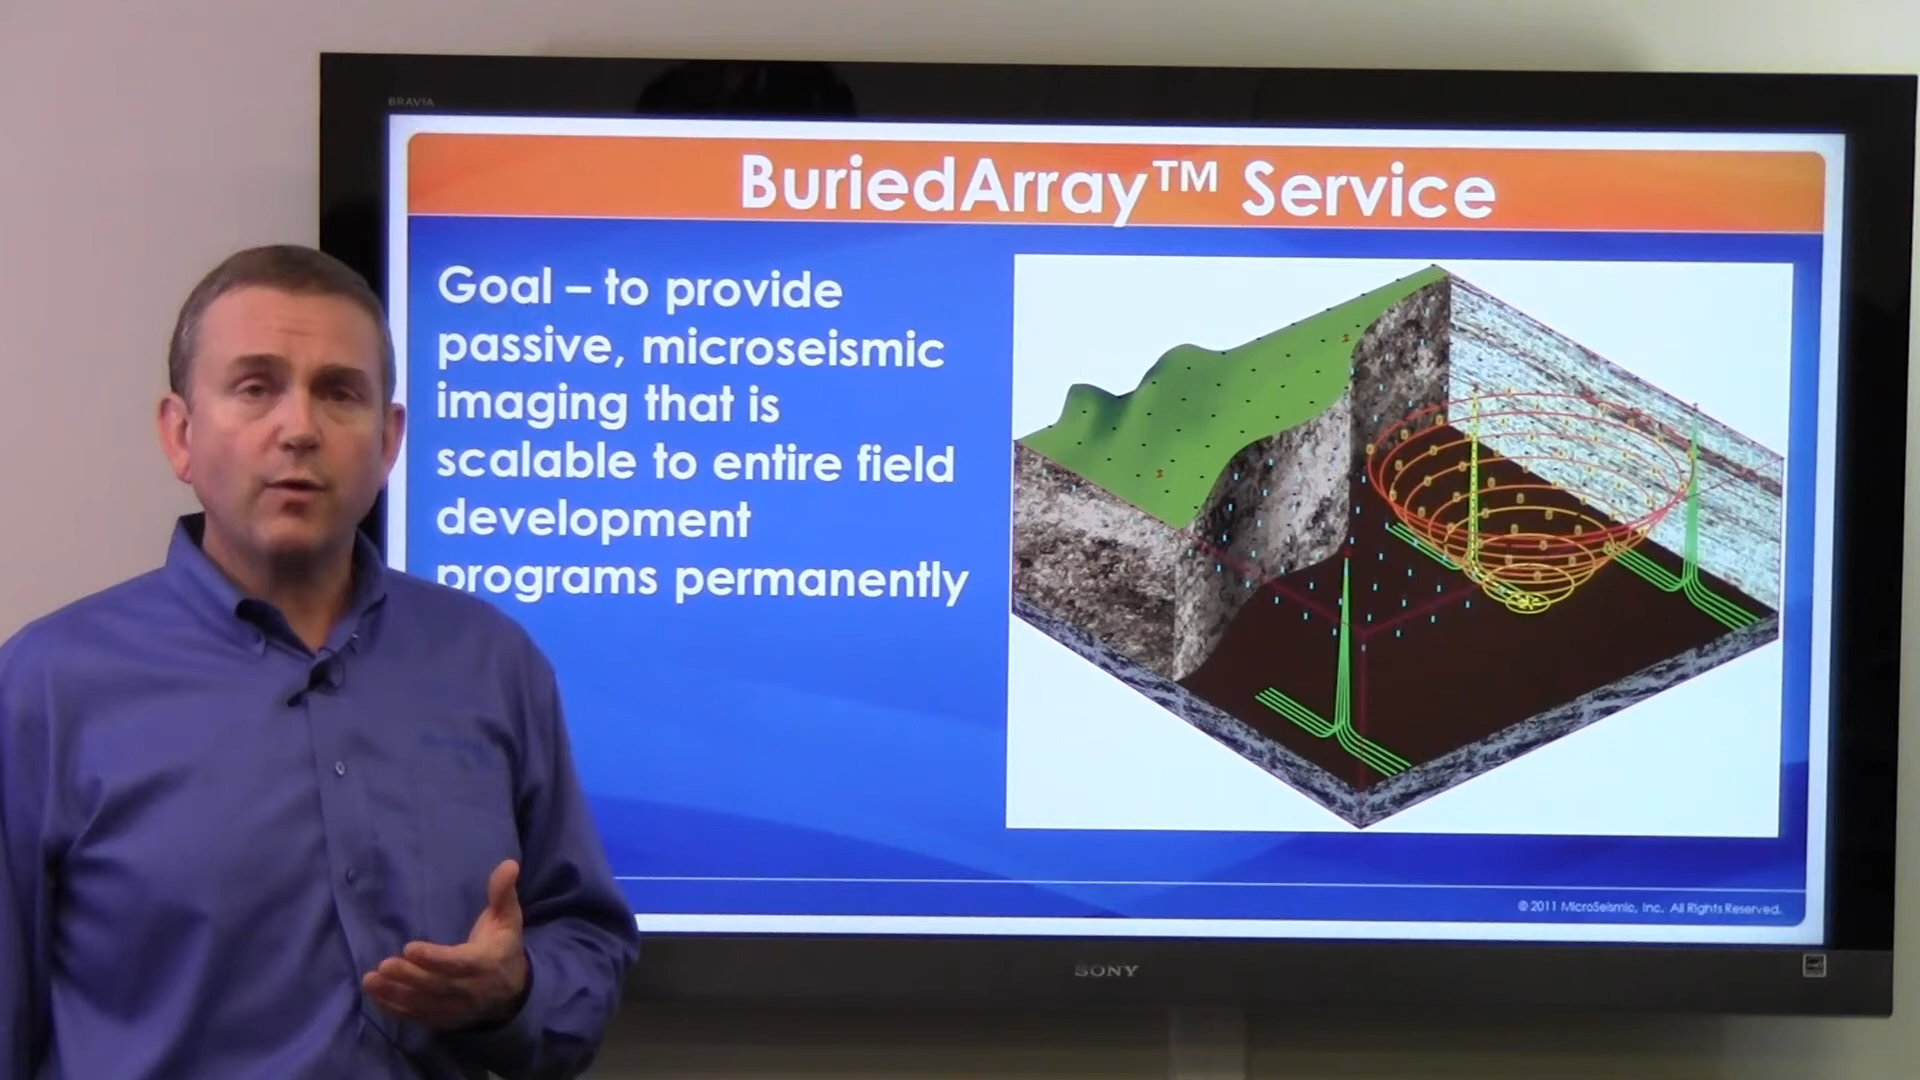 BRAVIA
BuriedArray™ Service
Goal – to provide
passive, microseismic
imaging that is
scalable to entire field
development
programs permanently
© 2011 MicroSeismic, Inc. All Rights Reserved.
SONY